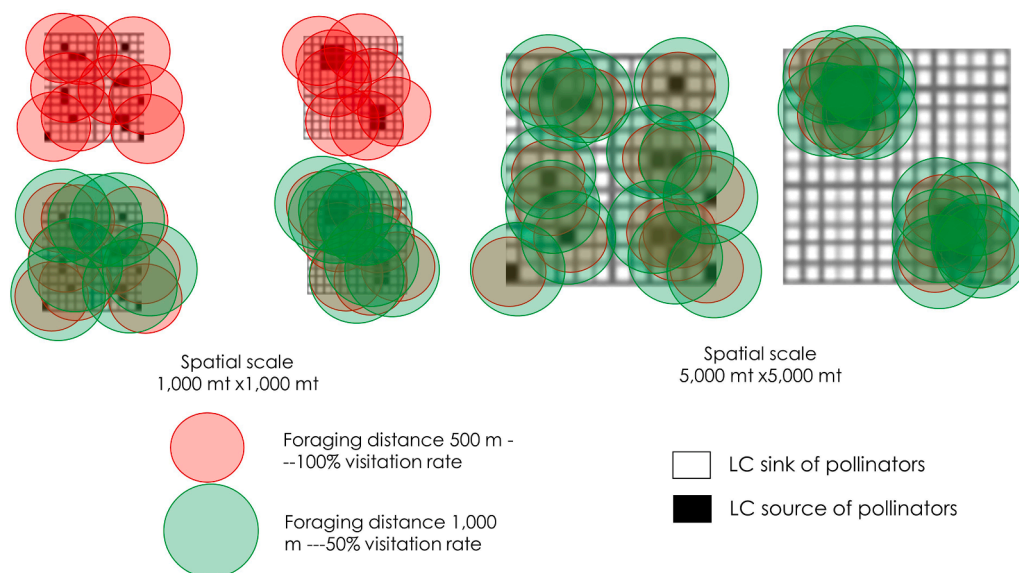 Spatial scale
1,000 mt x1,000 mt
Spatial scale
5,000 mt x5,000 mt
Foraging distance 500 m -
--100% visitation rate
Foraging distance 1,000
m ---50% visitation rate
LC sink of pollinators
LC source of pollinators